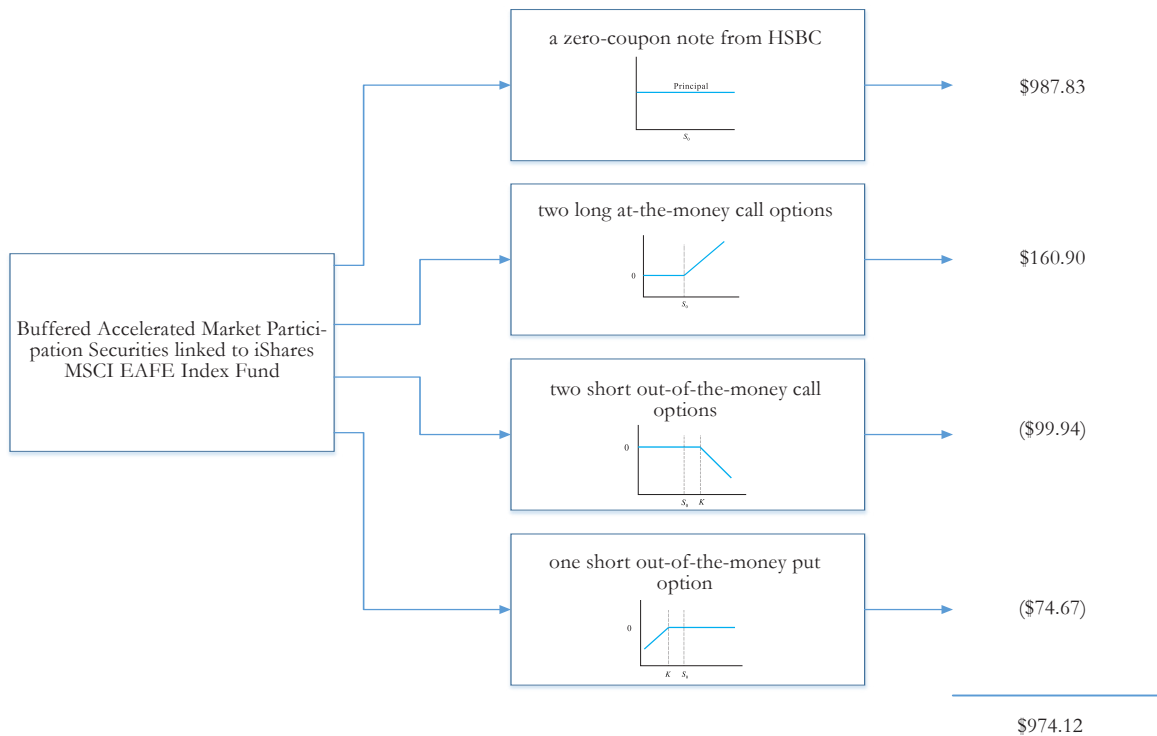 a zero-coupon note from HSBC
Principal
S₀
$987.83
two long at-the-money call options
0
S₀
$160.90
Buffered Accelerated Market Partici-
pation Securities linked to iShares
MSCI EAFE Index Fund
two short out-of-the-money call
options
0
S₀ K
($99.94)
one short out-of-the-money put
option
0
K S₀
($74.67)
$974.12